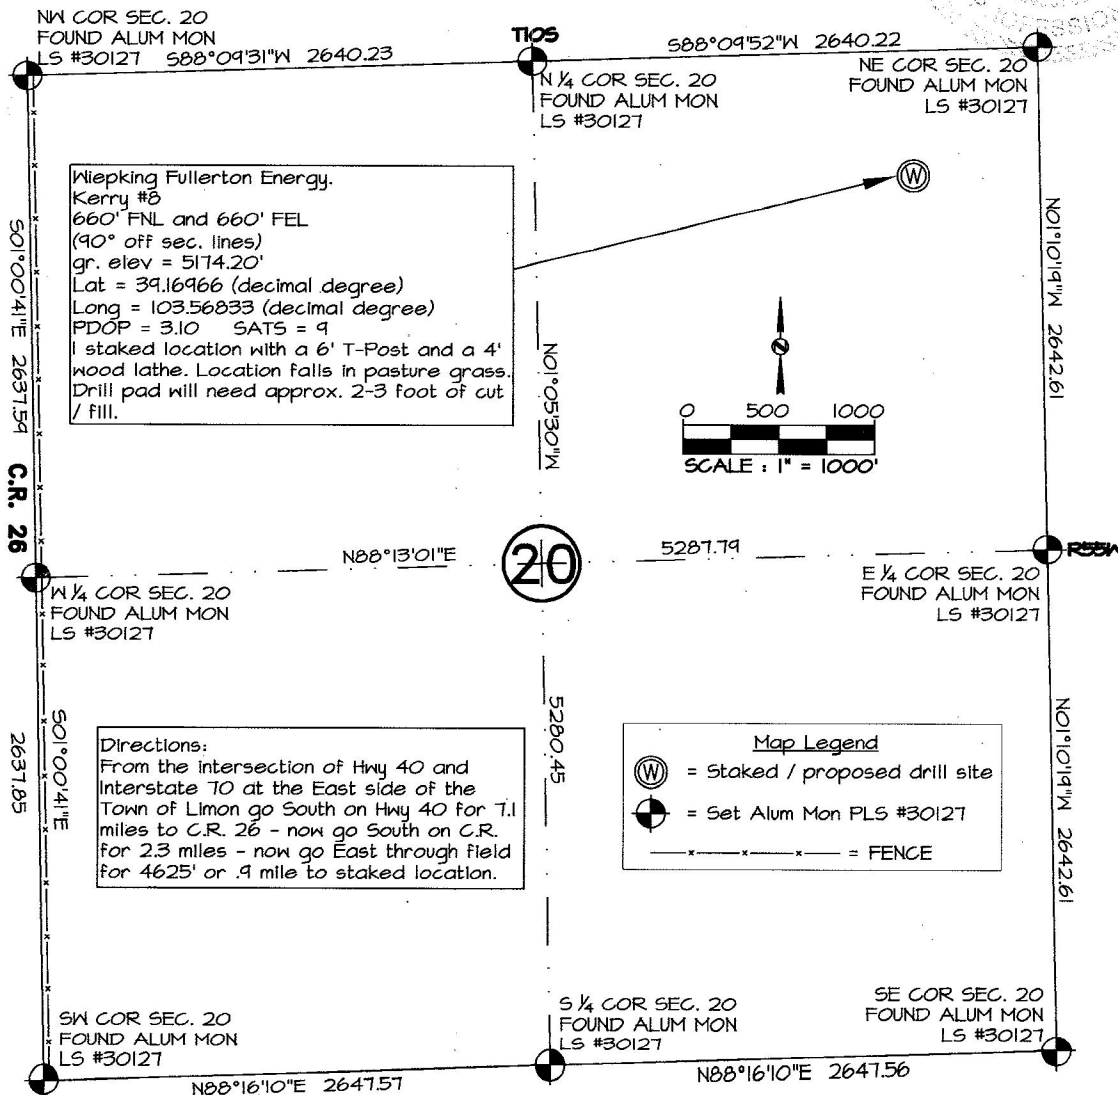 NW COR SEC. 20
FOUND ALUM MON
LS #30127
S88°09'31"W 2640.23
T10S
S88°09'52"W 2640.22
N 1/4 COR SEC. 20
FOUND ALUM MON
LS #30127
NE COR SEC. 20
FOUND ALUM MON
LS #30127
W
Wiepking Fullerton Energy.
Kerry #8
660' FNL and 660' FEL
(90° off sec. lines)
gr. elev = 5174.20'
Lat = 39.16966 (decimal degree)
Long = 103.56833 (decimal degree)
PDOP = 3.10 SATS = 9
I staked location with a 6' T-Post and a 4'
wood lathe. Location falls in pasture grass.
Drill pad will need approx. 2-3 foot of cut
/ fill.
S01°00'41"E 2637.59
C.R. 26
N01°05'30"W
N01°10'19"W 2642.61
N
0 500 1000
SCALE : 1" = 1000'
N88°13'01"E
20
5287.79
R55W
W 1/4 COR SEC. 20
FOUND ALUM MON
LS #30127
E 1/4 COR SEC. 20
FOUND ALUM MON
LS #30127
S01°00'41"E
2637.85
5280.45
N01°10'19"W 2642.61
Directions:
From the intersection of Hwy 40 and
Interstate 70 at the East side of the
Town of Limon go South on Hwy 40 for 7.1
miles to C.R. 26 - now go South on C.R.
for 2.3 miles - now go East through field
for 4625' or .9 mile to staked location.
Map Legend
W = Staked / proposed drill site
= Set Alum Mon PLS #30127
= FENCE
SW COR SEC. 20
FOUND ALUM MON
LS #30127
S 1/4 COR SEC. 20
FOUND ALUM MON
LS #30127
SE COR SEC. 20
FOUND ALUM MON
LS #30127
N88°16'10"E 2647.57
N88°16'10"E 2647.56